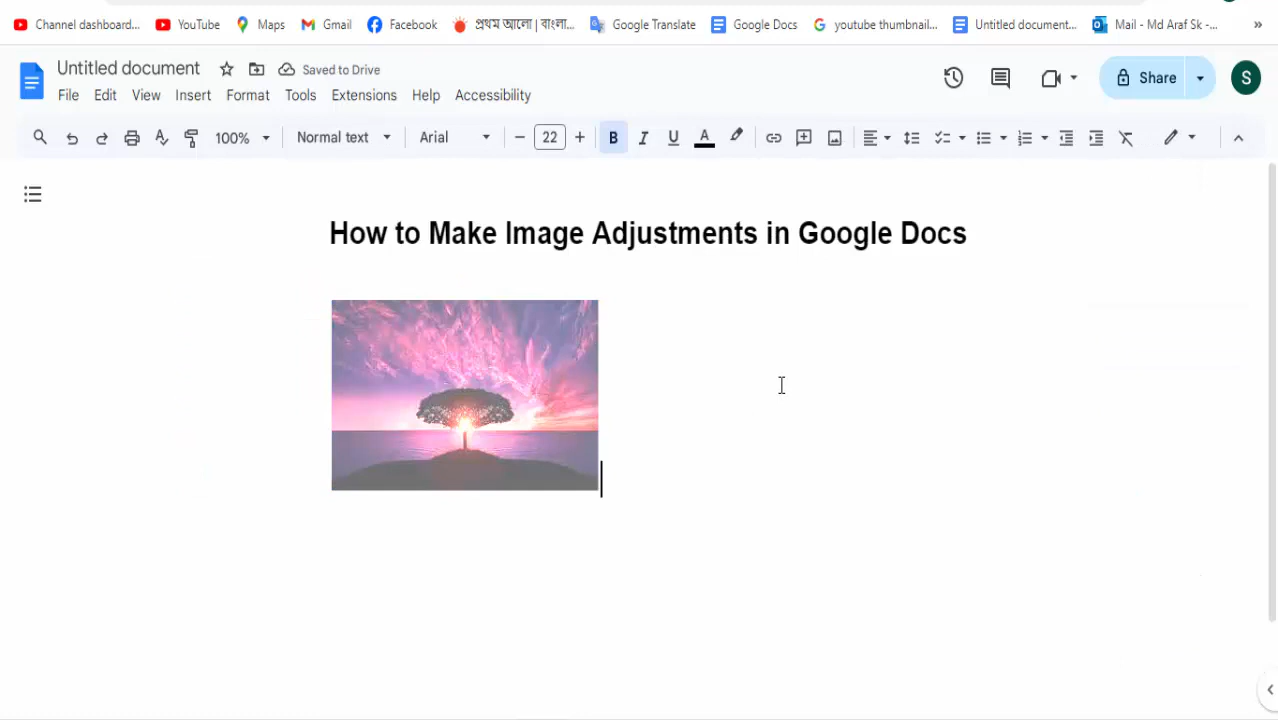 Channel dashboard... YouTube Maps Gmail Facebook প্রথম আলো | বাংলা... Google Translate Google Docs youtube thumbnail... Untitled document... Mail - Md Araf Sk -... »
Untitled document Saved to Drive
Share S
File Edit View Insert Format Tools Extensions Help Accessibility
100% Normal text Arial − 22 + B I U A
How to Make Image Adjustments in Google Docs